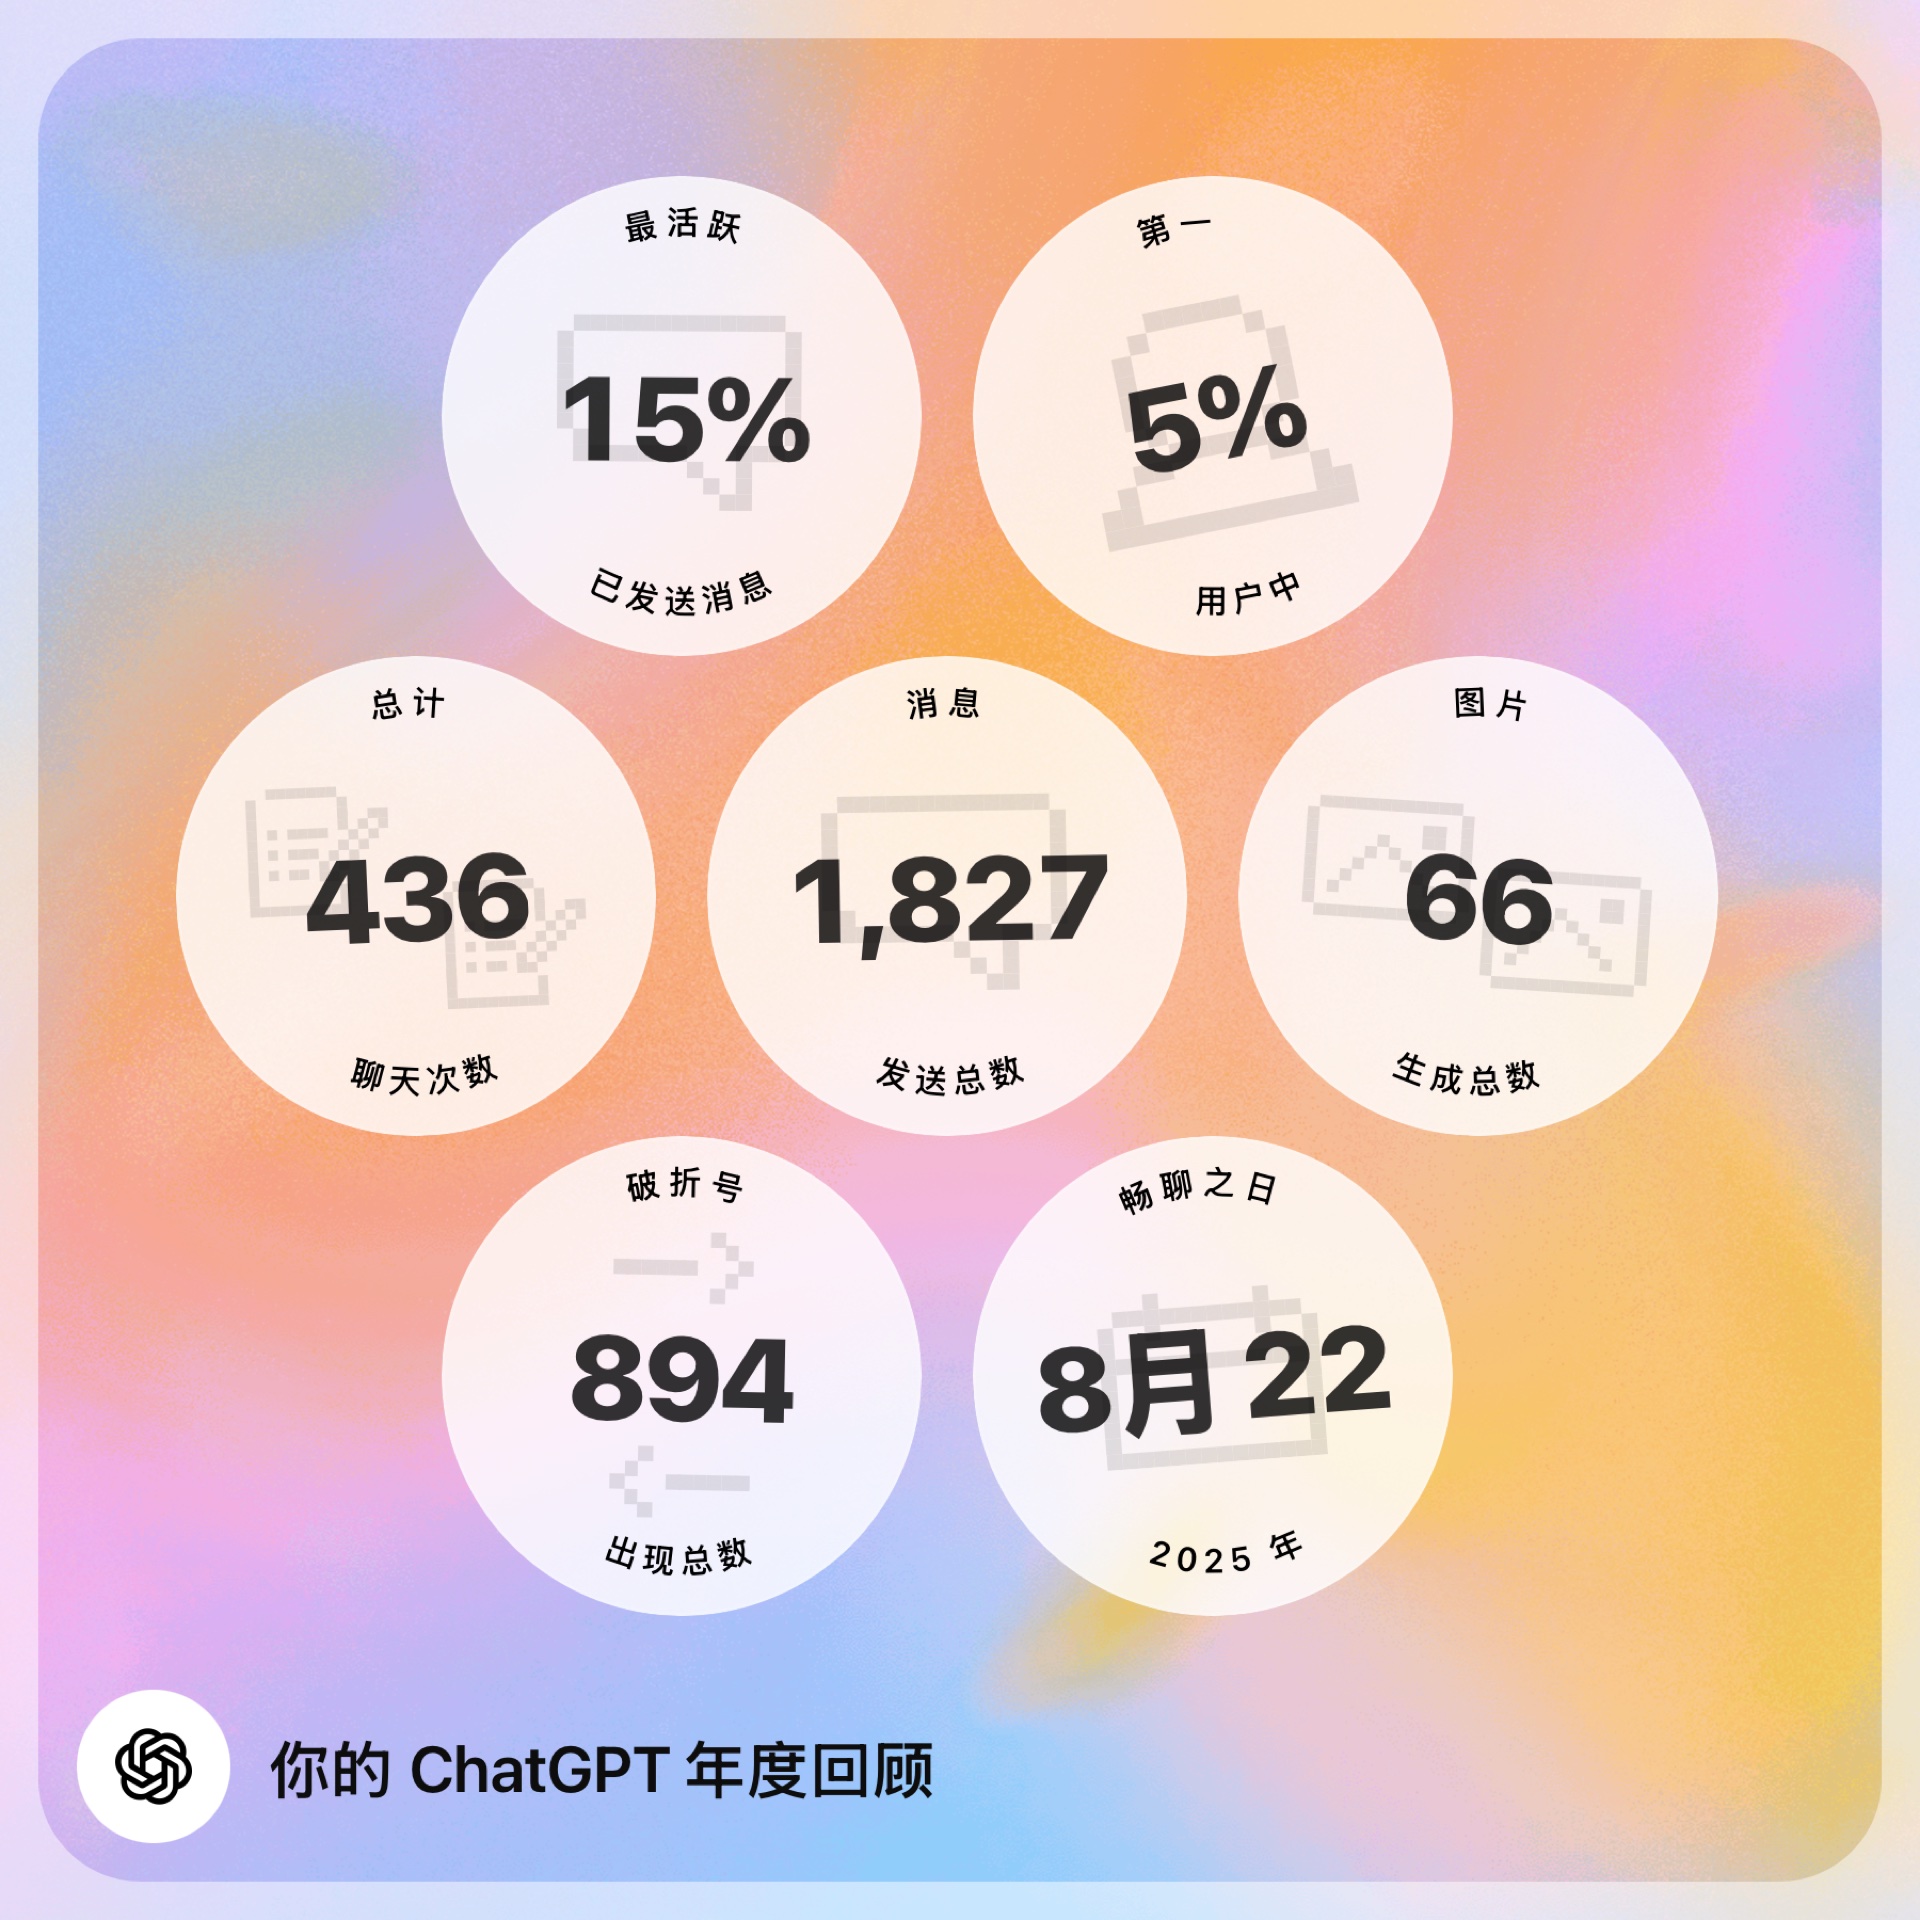 最活跃
15%
已发送消息
第一
5%
用户中
总计
436
聊天次数
消息
1,827
发送总数
图片
66
生成总数
破折号
894
出现总数
畅聊之日
8月 22
2025 年
你的 ChatGPT 年度回顾